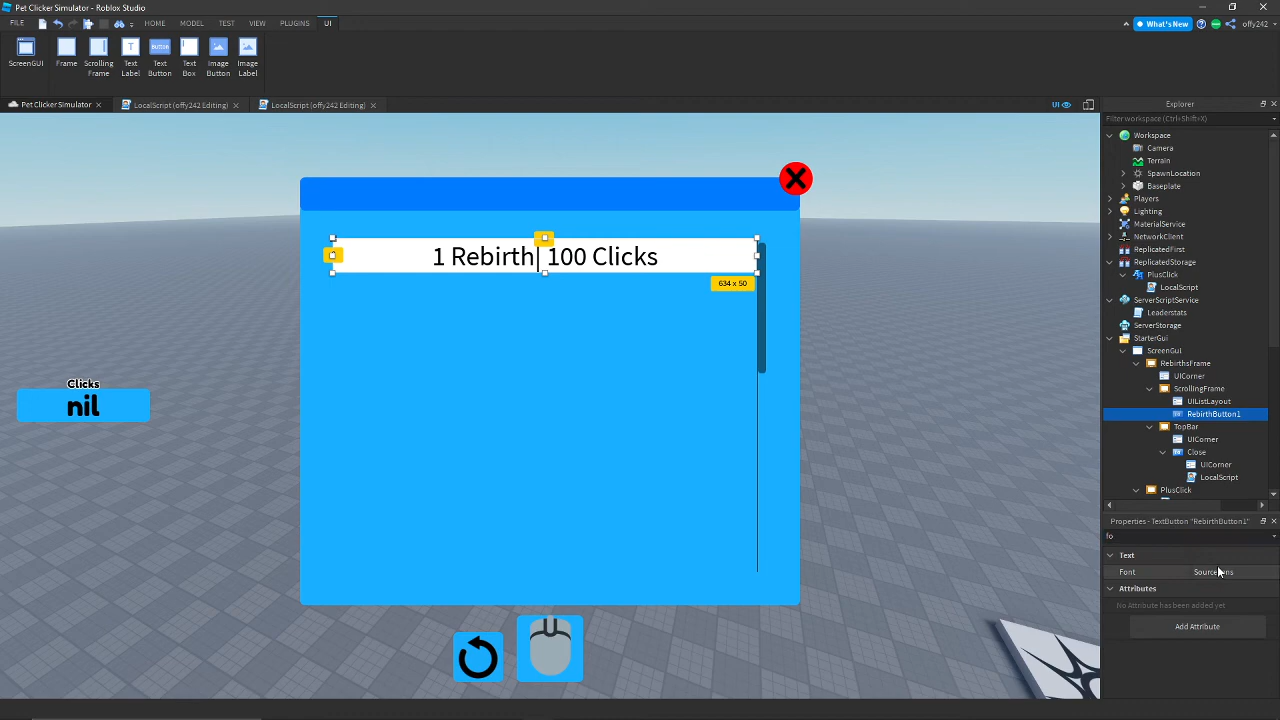 Pet Clicker Simulator - Roblox Studio
FILE
HOME
MODEL
TEST
VIEW
PLUGINS
UI
What's New
offy242
ScreenGUI
Frame
Scrolling
Frame
Text
Label
Button
Text
Button
Text
Box
Image
Button
Image
Label
Pet Clicker Simulator
LocalScript (offy242 Editing)
LocalScript (offy242 Editing)
UI
Explorer
Filter workspace (Ctrl+Shift+X)
Workspace
Camera
Terrain
SpawnLocation
Baseplate
Players
Lighting
MaterialService
NetworkClient
ReplicatedFirst
ReplicatedStorage
PlusClick
LocalScript
ServerScriptService
Leaderstats
ServerStorage
StarterGui
ScreenGui
RebirthsFrame
UICorner
ScrollingFrame
UIListLayout
RebirthButton1
TopBar
UICorner
Close
UICorner
LocalScript
PlusClick
1 Rebirth| 100 Clicks
634 x 50
Clicks
nil
Properties - TextButton "RebirthButton1"
fo
Text
Font
Attributes
No Attribute has been added yet
Add Attribute